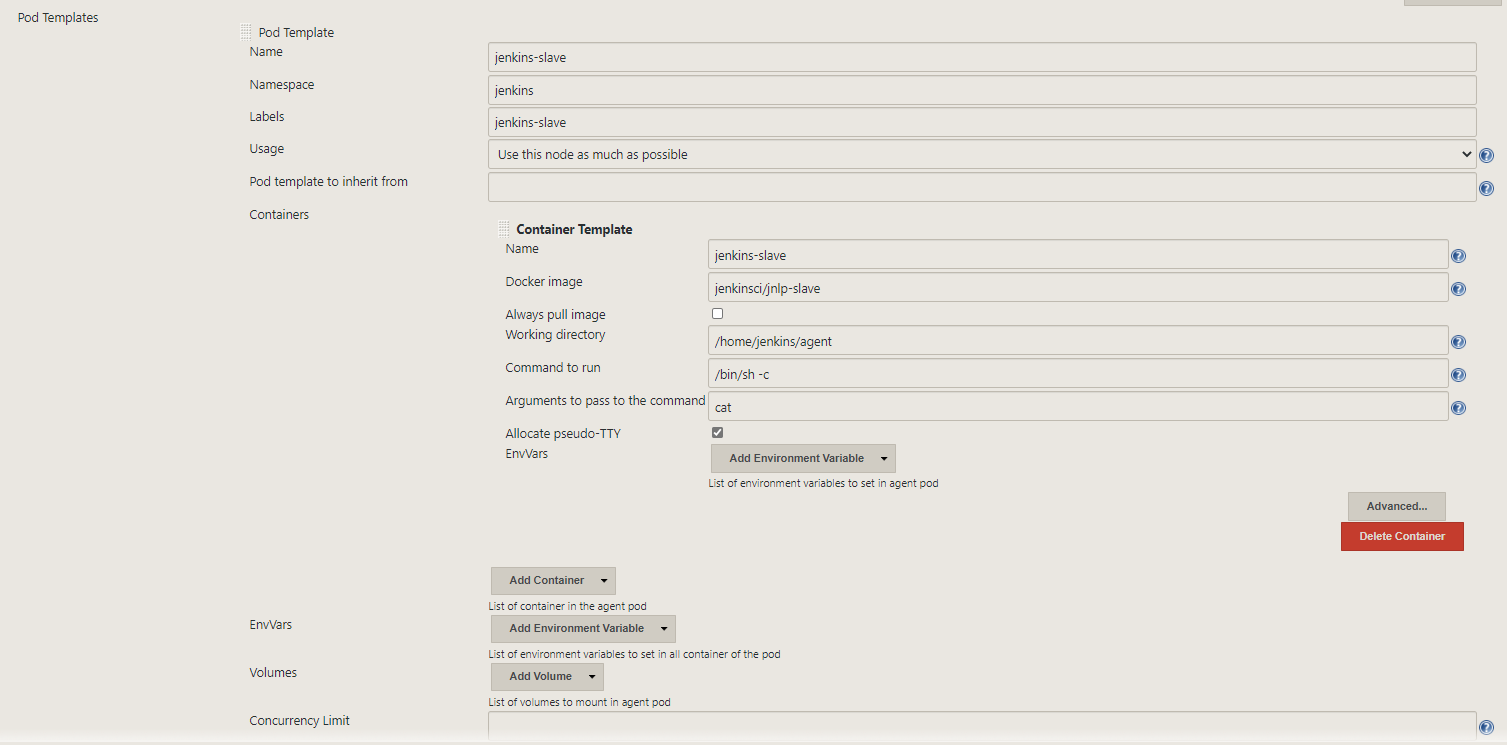 Pod Templates
Pod Template
Name
jenkins-slave
Namespace
jenkins
Labels
jenkins-slave
Usage
Use this node as much as possible
Pod template to inherit from
Containers
Container Template
Name
jenkins-slave
Docker image
jenkinsci/jnlp-slave
Always pull image
Working directory
/home/jenkins/agent
Command to run
/bin/sh -c
Arguments to pass to the command
cat
Allocate pseudo-TTY
EnvVars
Add Environment Variable
List of environment variables to set in agent pod
Advanced...
Delete Container
Add Container
List of container in the agent pod
EnvVars
Add Environment Variable
List of environment variables to set in all container of the pod
Volumes
Add Volume
List of volumes to mount in agent pod
Concurrency Limit